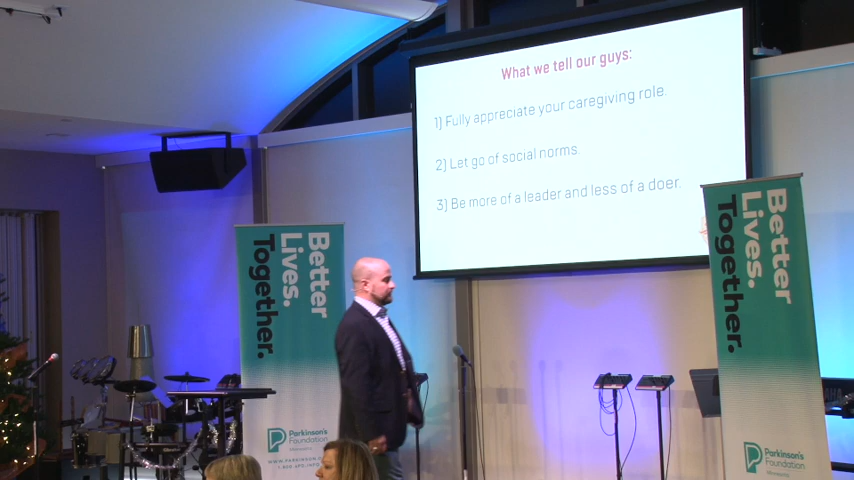 What we tell our guys:
1) Fully appreciate your caregiving role.
2) Let go of social norms.
3) Be more of a leader and less of a doer.
Better
Lives.
Together.
Parkinson's
Foundation
Better
Lives.
Together.
Parkinson's
Foundation
Minnesota